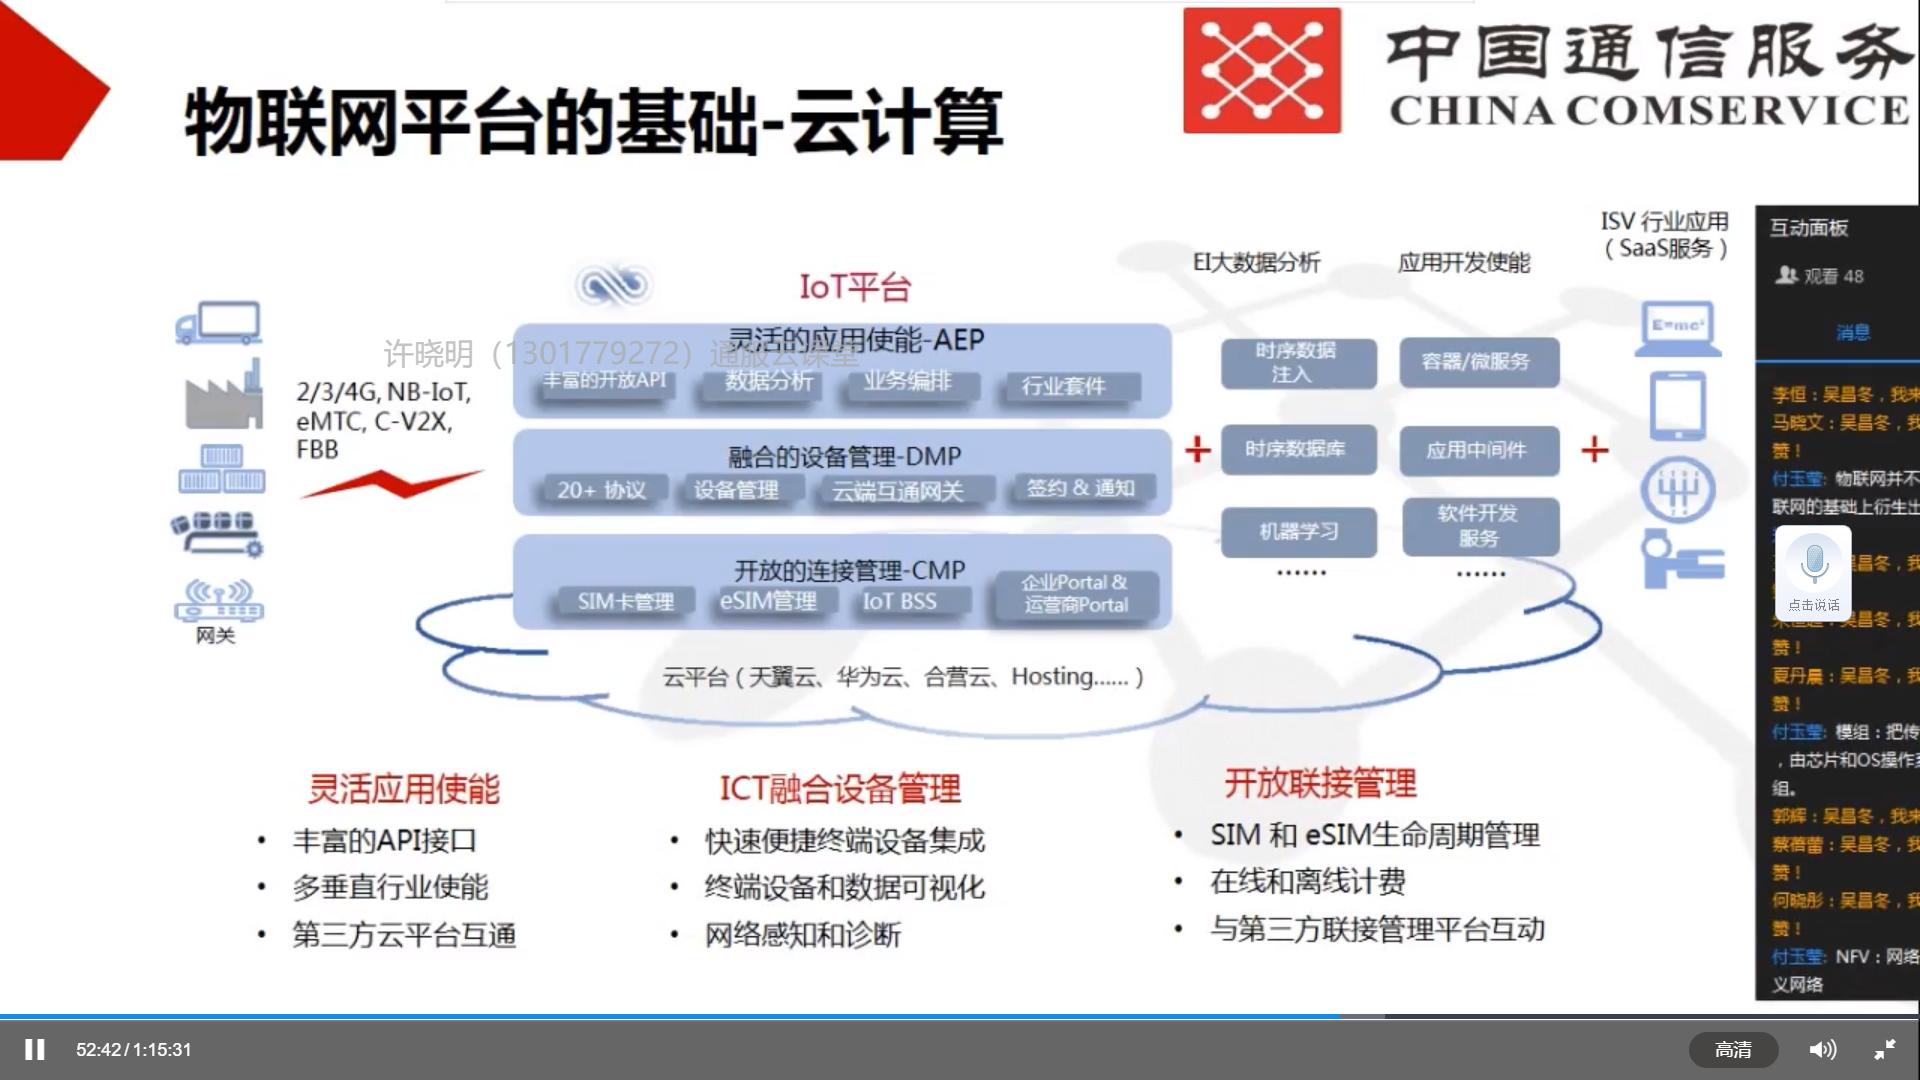 中国通信服务
CHINA COMSERVICE
物联网平台的基础-云计算
ISV 行业应用
（SaaS服务）
EI大数据分析
应用开发使能
IoT平台
灵活的应用使能-AEP
许晓明（1301779272）通服云课堂
丰富的开放API
数据分析
业务编排
行业套件
2/3/4G, NB-IoT,
eMTC, C-V2X,
FBB
融合的设备管理-DMP
20+ 协议
设备管理
云端互通网关
签约 & 通知
开放的连接管理-CMP
SIM卡管理
eSIM管理
IoT BSS
企业Portal &
运营商Portal
网关
时序数据
注入
时序数据库
机器学习
······
容器/微服务
应用中间件
软件开发
服务
······
+
+
E=mc²
云平台（天翼云、华为云、合营云、Hosting......）
灵活应用使能
• 丰富的API接口
• 多垂直行业使能
• 第三方云平台互通
ICT融合设备管理
• 快速便捷终端设备集成
• 终端设备和数据可视化
• 网络感知和诊断
开放联接管理
• SIM 和 eSIM生命周期管理
• 在线和离线计费
• 与第三方联接管理平台互动
互动面板
观看 48
消息
李恒：吴昌冬，我来
马晓文：吴昌冬，我
赞！
付玉莹: 物联网并不
联网的基础上衍生出
，我
点击说话
：吴昌冬，我
赞！
夏丹晨：吴昌冬，我
赞！
付玉莹: 模组：把传
，由芯片和OS操作系
组。
郭辉：吴昌冬，我来
蔡蓓蕾：吴昌冬，我
赞！
何晓彤：吴昌冬，我
赞！
付玉莹: NFV：网络
义网络
52:42/1:15:31
高清